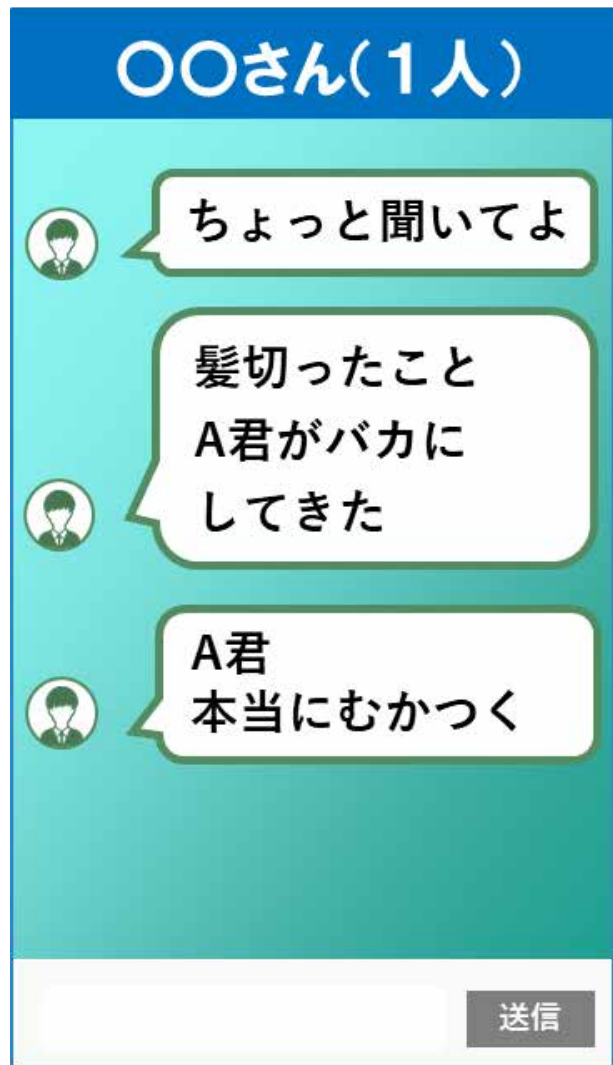 〇〇さん(１人)
ちょっと聞いてよ
髪切ったこと
A君がバカに
してきた
A君
本当にむかつく
送信